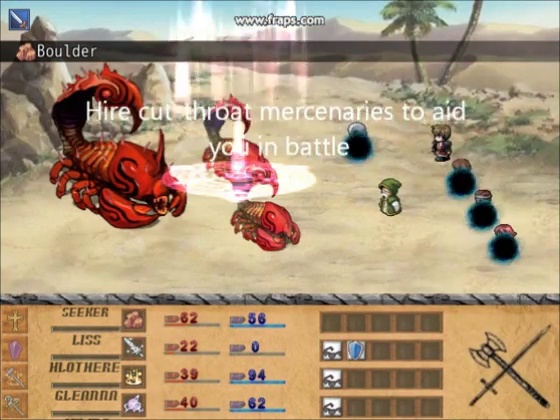 www.fraps.com
Boulder
Hire cut throat mercenaries to aid
you in battle
SEEKER
62 56
LISS
22 0
KLOTHERE
39 94
GLEANNA
40 62